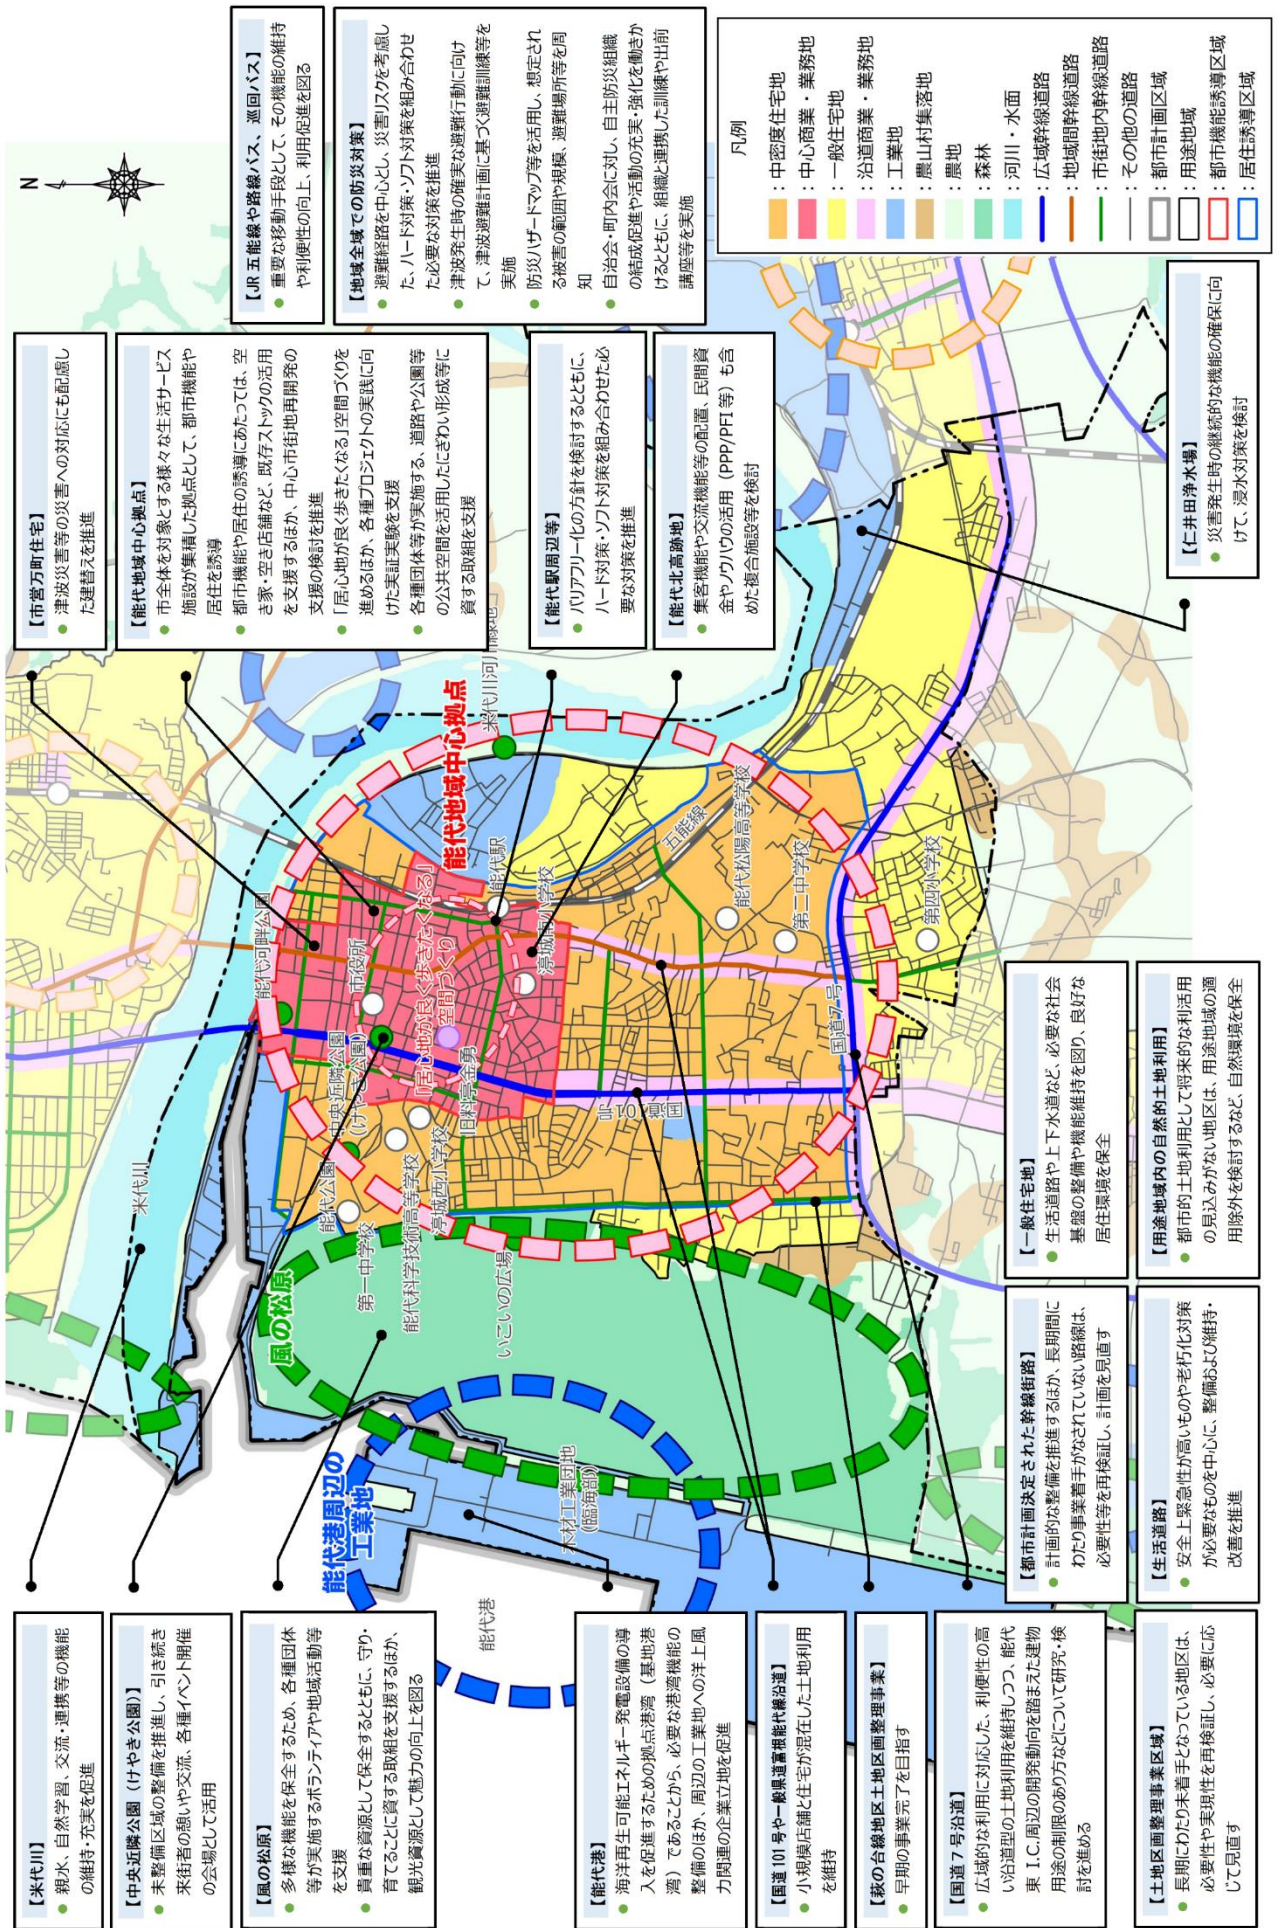 【米代川】
● 親水、自然学習、交流・連携等の機能
の維持・充実を促進
【中央近隣公園（けやき公園）】
● 未整備区域の整備を推進し、引き続き
来街者の憩いや交流、各種イベント開催
の会場として活用
【風の松原】
● 多様な機能を保全するため、各種団体
等が実施するボランティアや地域活動等
を支援
● 貴重な資源として保全するとともに、守り・
育てることに資する取組を支援するほか、
観光資源として魅力の向上を図る
【能代港】
● 海洋再生可能エネルギー発電設備の導
入を促進するための拠点港湾（基地港
湾）であることから、必要な港湾機能の
整備のほか、周辺の工業地への洋上風
力関連の企業立地を促進
【国道101号や一般県道富根能代線沿道】
● 小規模店舗と住宅が混在した土地利用
を維持
【萩の台線地区土地区画整理事業】
● 早期の事業完了を目指す
【国道７号沿道】
● 広域的な利用に対応した、利便性の高
い沿道型の土地利用を維持しつつ、能代
東 I.C.周辺の開発動向を踏まえた建物
用途の制限のあり方などについて研究・検
討を進める
【土地区画整理事業区域】
● 長期にわたり未着手となっている地区は、
必要性や実現性を再検証し、必要に応
じて見直す
【都市計画決定された幹線街路】
● 計画的な整備を推進するほか、長期間に
わたり事業着手がなされていない路線は、
必要性等を再検証し、計画を見直す
【生活道路】
● 安全上緊急性が高いものや老朽化対策
が必要なものを中心に、整備および維持・
改善を推進
【一般住宅地】
● 生活道路や上下水道など、必要な社会
基盤の整備や機能維持を図り、良好な
居住環境を保全
【用途地域内の自然的土地利用】
● 都市的土地利用として将来的な利活用
の見込みがない地区は、用途地域の適
用除外を検討するなど、自然環境を保全
米代川
能代港
能代港周辺の
工業地
木材工業団地
(臨海部)
風の松原
能代公園
第一中学校
能代科学技術高等学校
渟城西小学校
いこいの広場
能代河畔公園
中央近隣公園
(けやき公園)
市役所
「居心地が良く歩きたくなる」
空間づくり
旧料亭金勇
能代駅
渟城南小学校
能代地域中心拠点
米代川河川緑地
五能線
能代松陽高等学校
第二中学校
第四小学校
国道101号
国道7号
【市営万町住宅】
● 津波災害等の災害への対応にも配慮し
た建替えを推進
【能代地域中心拠点】
● 市全体を対象とする様々な生活サービス
施設が集積した拠点として、都市機能や
居住を誘導
● 都市機能や居住の誘導にあたっては、空
き家・空き店舗など、既存ストックの活用
を支援するほか、中心市街地再開発の
支援の検討を推進
● 「居心地が良く歩きたくなる」空間づくりを
進めるほか、各種プロジェクトの実践に向
けた実証実験を支援
● 各種団体等が実施する、道路や公園等
の公共空間を活用したにぎわい形成等に
資する取組を支援
【能代駅周辺等】
● バリアフリー化の方針を検討するとともに、
ハード対策・ソフト対策を組み合わせた必
要な対策を推進
【能代北高跡地】
● 集客機能や交流機能等の配置、民間資
金やノウハウの活用（PPP/PFI等）も含
めた複合施設等を検討
【仁井田浄水場】
● 災害発生時の継続的な機能の確保に向
けて、浸水対策を検討
N
【JR五能線や路線バス、巡回バス】
● 重要な移動手段として、その機能の維持
や利便性の向上、利用促進を図る
【地域全域での防災対策】
● 避難経路を中心とし、災害リスクを考慮し
た、ハード対策・ソフト対策を組み合わせ
た必要な対策を推進
● 津波発生時の確実な避難行動に向け
て、津波避難計画に基づく避難訓練等を
実施
● 防災ハザードマップ等を活用し、想定され
る被害の範囲や規模、避難場所等を周
知
● 自治会・町内会に対し、自主防災組織
の結成促進や活動の充実・強化を働きか
けるとともに、組織と連携した訓練や出前
講座等を実施
凡例
：中密度住宅地
：中心商業・業務地
：一般住宅地
：沿道商業・業務地
：工業地
：農山村集落地
：農地
：森林
：河川・水面
：広域幹線道路
：地域間幹線道路
：市街地内幹線道路
：その他の道路
：都市計画区域
：用途地域
：都市機能誘導区域
：居住誘導区域